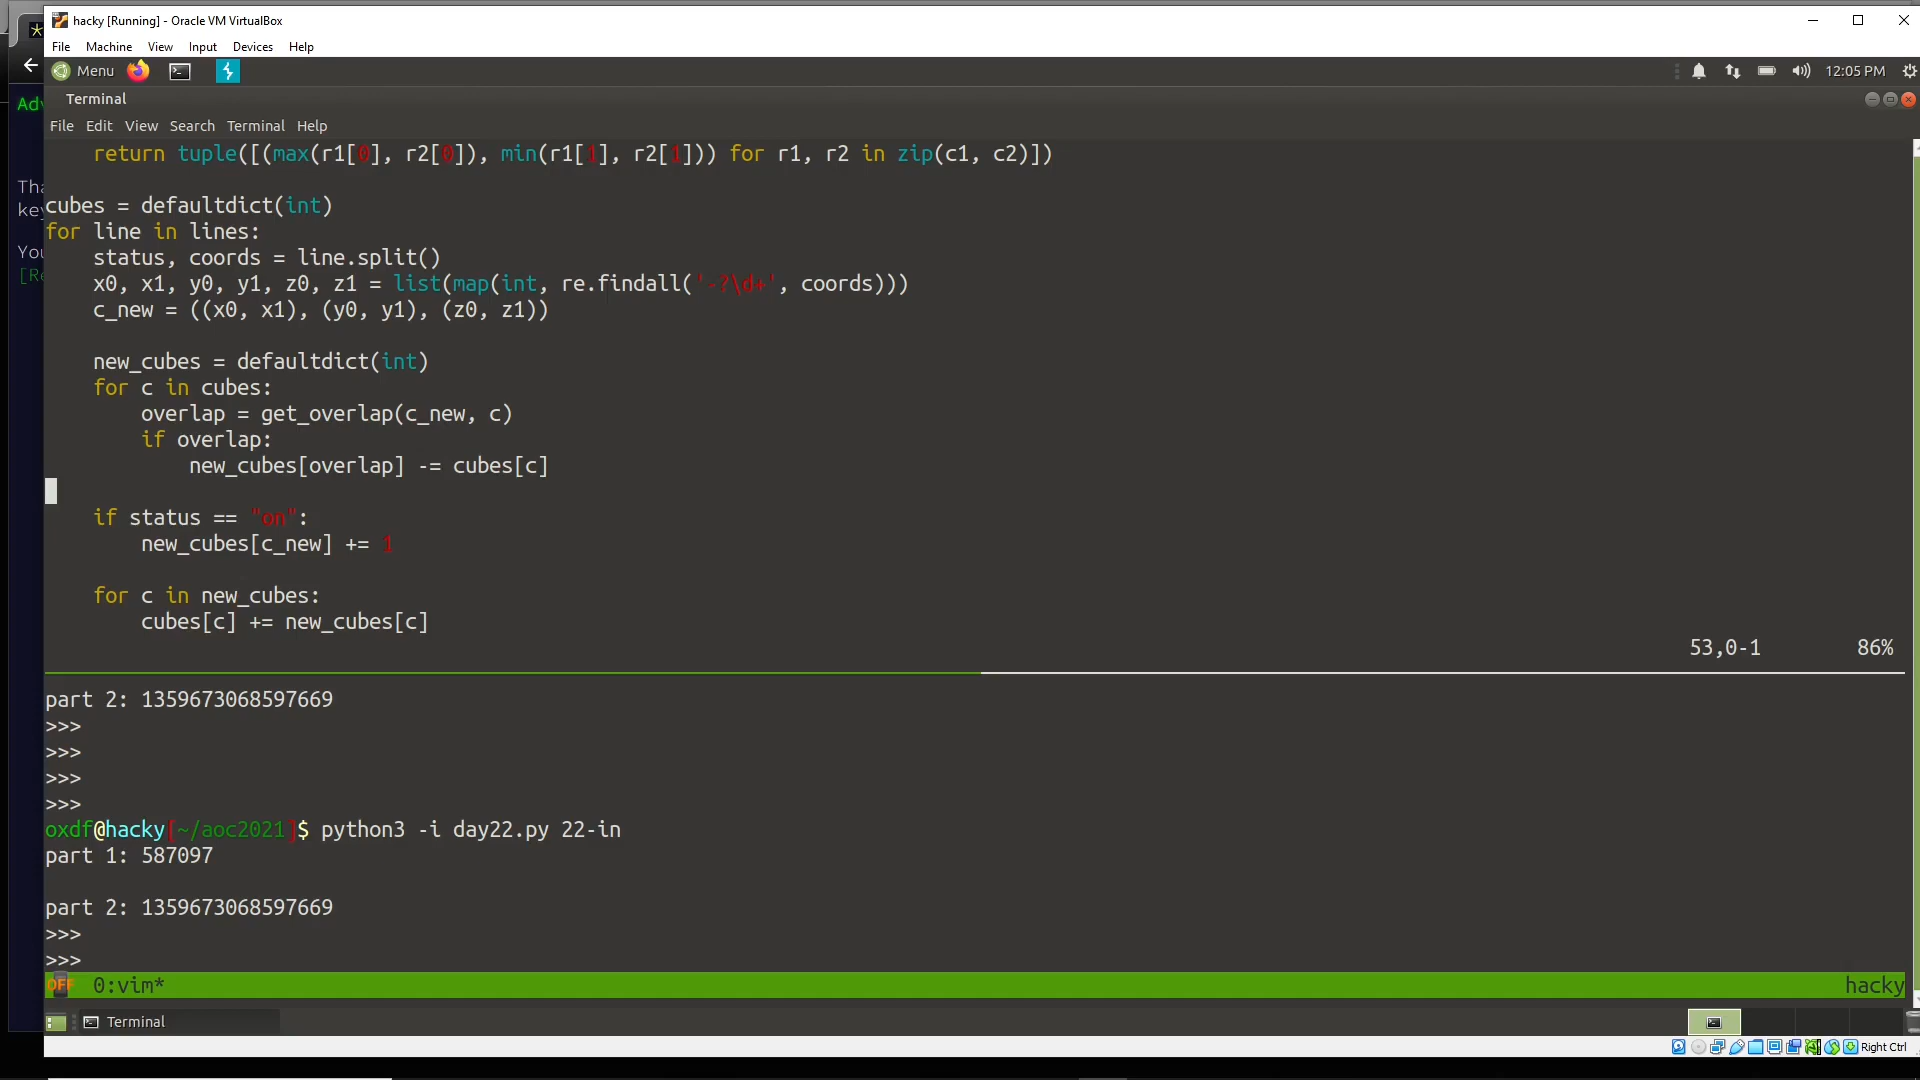 hacky [Running] - Oracle VM VirtualBox
File Machine View Input Devices Help
Menu 12:05 PM
Terminal
File Edit View Search Terminal Help
return tuple([(max(r1[0], r2[0]), min(r1[1], r2[1])) for r1, r2 in zip(c1, c2)])
cubes = defaultdict(int)
for line in lines:
status, coords = line.split()
x0, x1, y0, y1, z0, z1 = list(map(int, re.findall('-?\d+', coords)))
c_new = ((x0, x1), (y0, y1), (z0, z1))
new_cubes = defaultdict(int)
for c in cubes:
overlap = get_overlap(c_new, c)
if overlap:
new_cubes[overlap] -= cubes[c]
if status == "on":
new_cubes[c_new] += 1
for c in new_cubes:
cubes[c] += new_cubes[c]
53,0-1 86%
part 2: 1359673068597669
>>>
>>>
>>>
>>>
oxdf@hacky[~/aoc2021]$ python3 -i day22.py 22-in
part 1: 587097
part 2: 1359673068597669
>>>
>>>
OFF 0:vim* hacky
Terminal
Right Ctrl
Adv
Tha
key
You
[Re